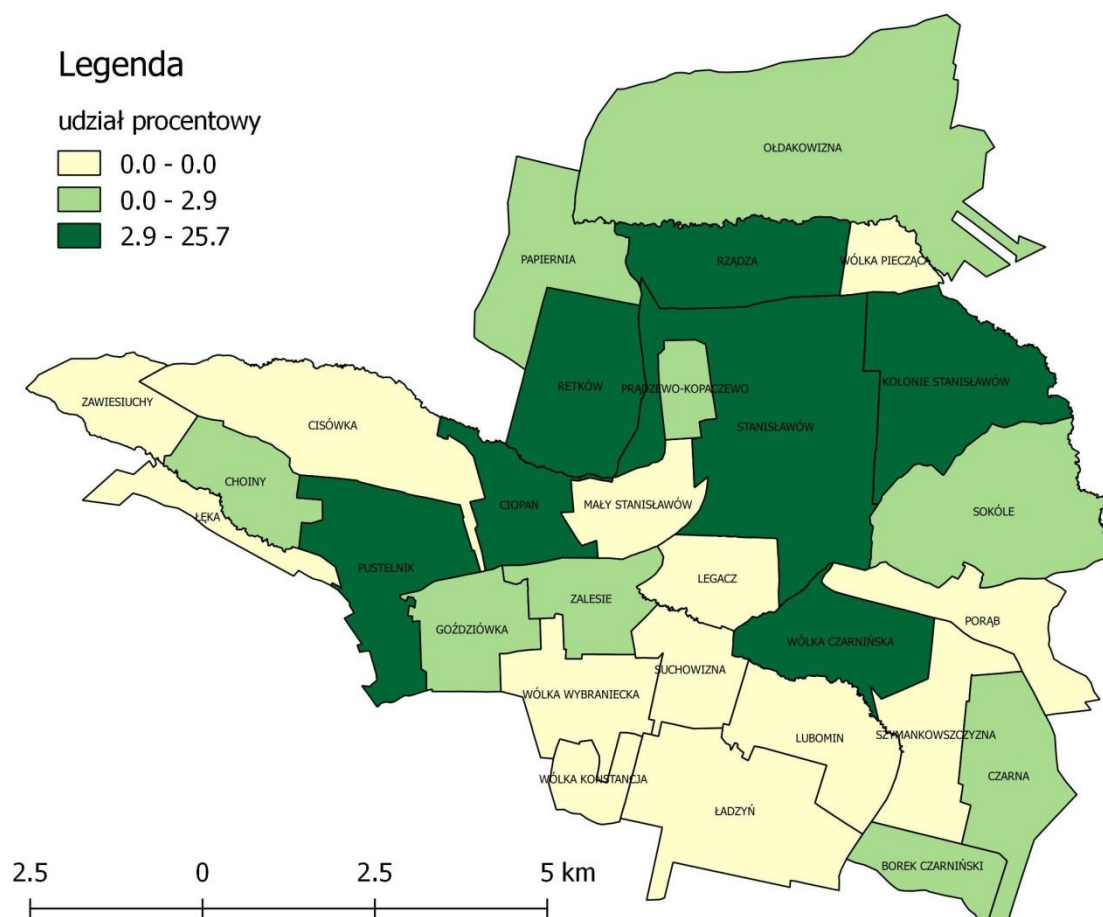 Legenda
udział procentowy
0.0 - 0.0
0.0 - 2.9
2.9 - 25.7
OŁDAKOWIZNA
PAPIERNIA
RZĄDZA
WÓLKA PIECZĄCA
RETKÓW
PRĄDZEWO-KOPACZEWO
KOLONIE STANISŁAWÓW
ZAWIESIUCHY
CISÓWKA
STANISŁAWÓW
CHOINY
CIOPAN
MAŁY STANISŁAWÓW
SOKÓLE
ŁĘKA
PUSTELNIK
LEGACZ
ZALESIE
GOŹDZIÓWKA
PORĄB
WÓLKA CZARNIŃSKA
SUCHOWIZNA
WÓLKA WYBRANIECKA
LUBOMIN
SZYMANKOWSZCZYZNA
WÓLKA KONSTANCJA
CZARNA
ŁADZYŃ
BOREK CZARNIŃSKI
2.5 0 2.5 5 km